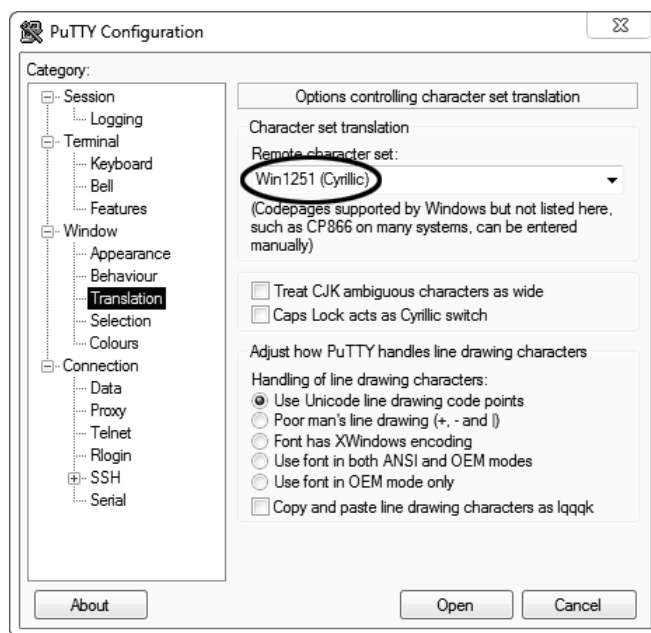 PuTTY Configuration
Category:
Session
Logging
Terminal
Keyboard
Bell
Features
Window
Appearance
Behaviour
Translation
Selection
Colours
Connection
Data
Proxy
Telnet
Rlogin
SSH
Serial
Options controlling character set translation
Character set translation
Remote character set:
Win1251 (Cyrillic)
(Codepages supported by Windows but not listed here,
such as CP866 on many systems, can be entered
manually)
Treat CJK ambiguous characters as wide
Caps Lock acts as Cyrillic switch
Adjust how PuTTY handles line drawing characters
Handling of line drawing characters:
Use Unicode line drawing code points
Poor man's line drawing (+, - and |)
Font has XWindows encoding
Use font in both ANSI and OEM modes
Use font in OEM mode only
Copy and paste line drawing characters as lqqqk
About
Open
Cancel